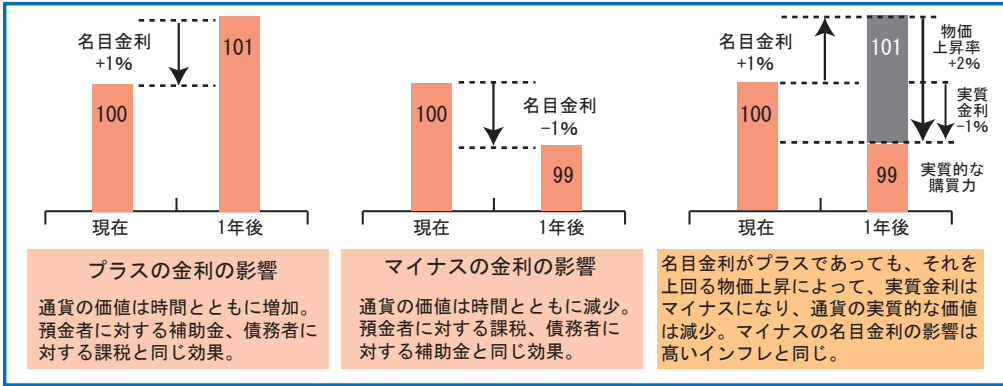 名目金利
+1%
100
101
現在
1年後
プラスの金利の影響
通貨の価値は時間とともに増加。
預金者に対する補助金、債務者に
対する課税と同じ効果。
100
名目金利
-1%
99
現在
1年後
マイナスの金利の影響
通貨の価値は時間とともに減少。
預金者に対する課税、債務者に
対する補助金と同じ効果。
名目金利
+1%
100
101
物価
上昇率
+2%
実質
金利
-1%
99
実質的な
購買力
現在
1年後
名目金利がプラスであっても、それを
上回る物価上昇によって、実質金利は
マイナスになり、通貨の実質的な価値
は減少。マイナスの名目金利の影響は
髙いインフレと同じ。